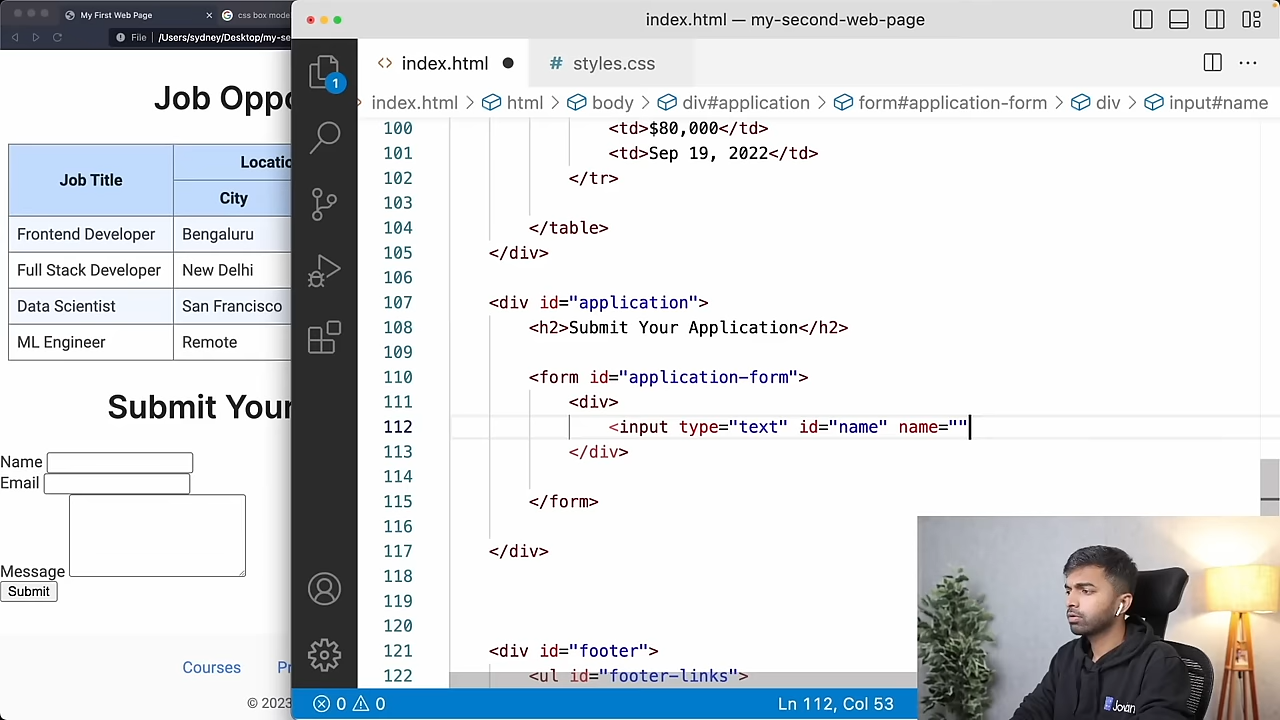 My First Web Page
css box mode
File
/Users/sydney/Desktop/my-se
Job Oppo
Job Title
Locatio
City
Frontend Developer
Bengaluru
Full Stack Developer
New Delhi
Data Scientist
San Francisco
ML Engineer
Remote
Submit Your
Name
Email
Message
Submit
Courses
Pr
© 2023
index.html — my-second-web-page
1
index.html
# styles.css
index.html > html > body > div#application > form#application-form > div > input#name
100 <td>$80,000</td>
101 <td>Sep 19, 2022</td>
102 </tr>
103
104 </table>
105 </div>
106
107 <div id="application">
108 <h2>Submit Your Application</h2>
109
110 <form id="application-form">
111 <div>
112 <input type="text" id="name" name=""
113 </div>
114
115 </form>
116
117 </div>
118
119
120
121 <div id="footer">
122 <ul id="footer-links">
0 0
Ln 112, Col 53
Jovian